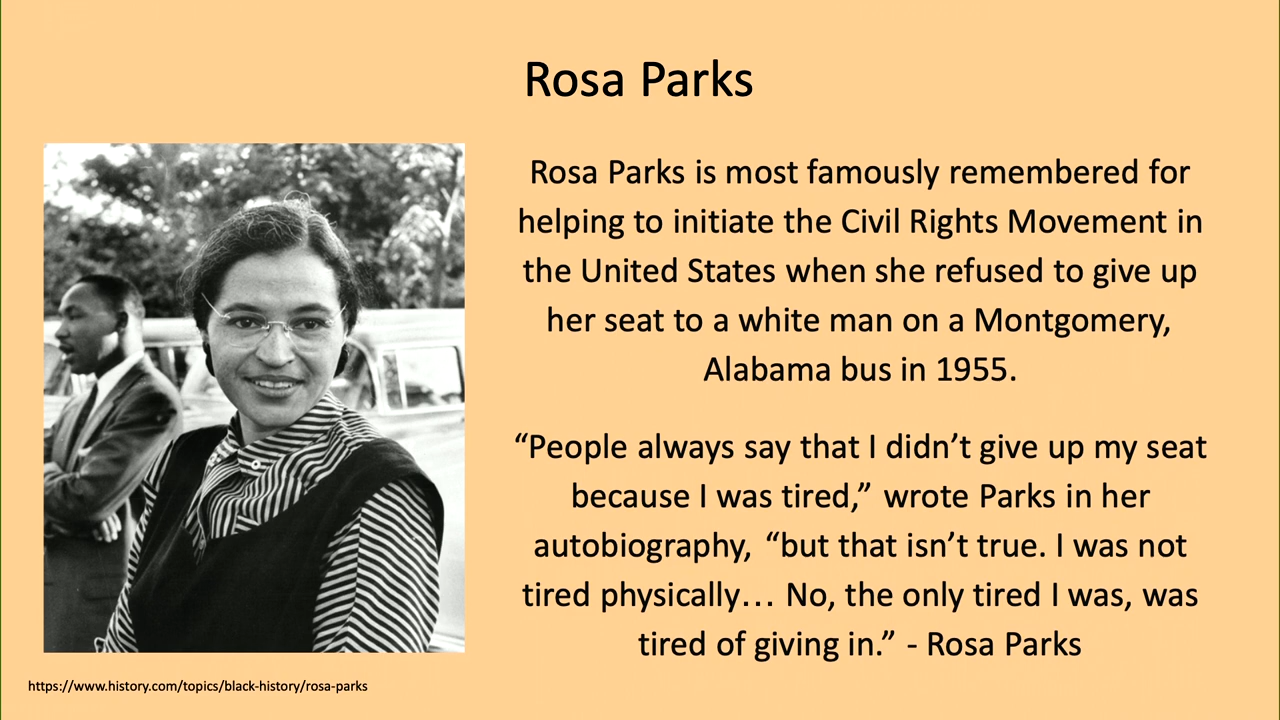 Rosa Parks
Rosa Parks is most famously remembered for
helping to initiate the Civil Rights Movement in
the United States when she refused to give up
her seat to a white man on a Montgomery,
Alabama bus in 1955.
“People always say that I didn’t give up my seat
because I was tired,” wrote Parks in her
autobiography, “but that isn’t true. I was not
tired physically… No, the only tired I was, was
tired of giving in.” - Rosa Parks
https://www.history.com/topics/black-history/rosa-parks